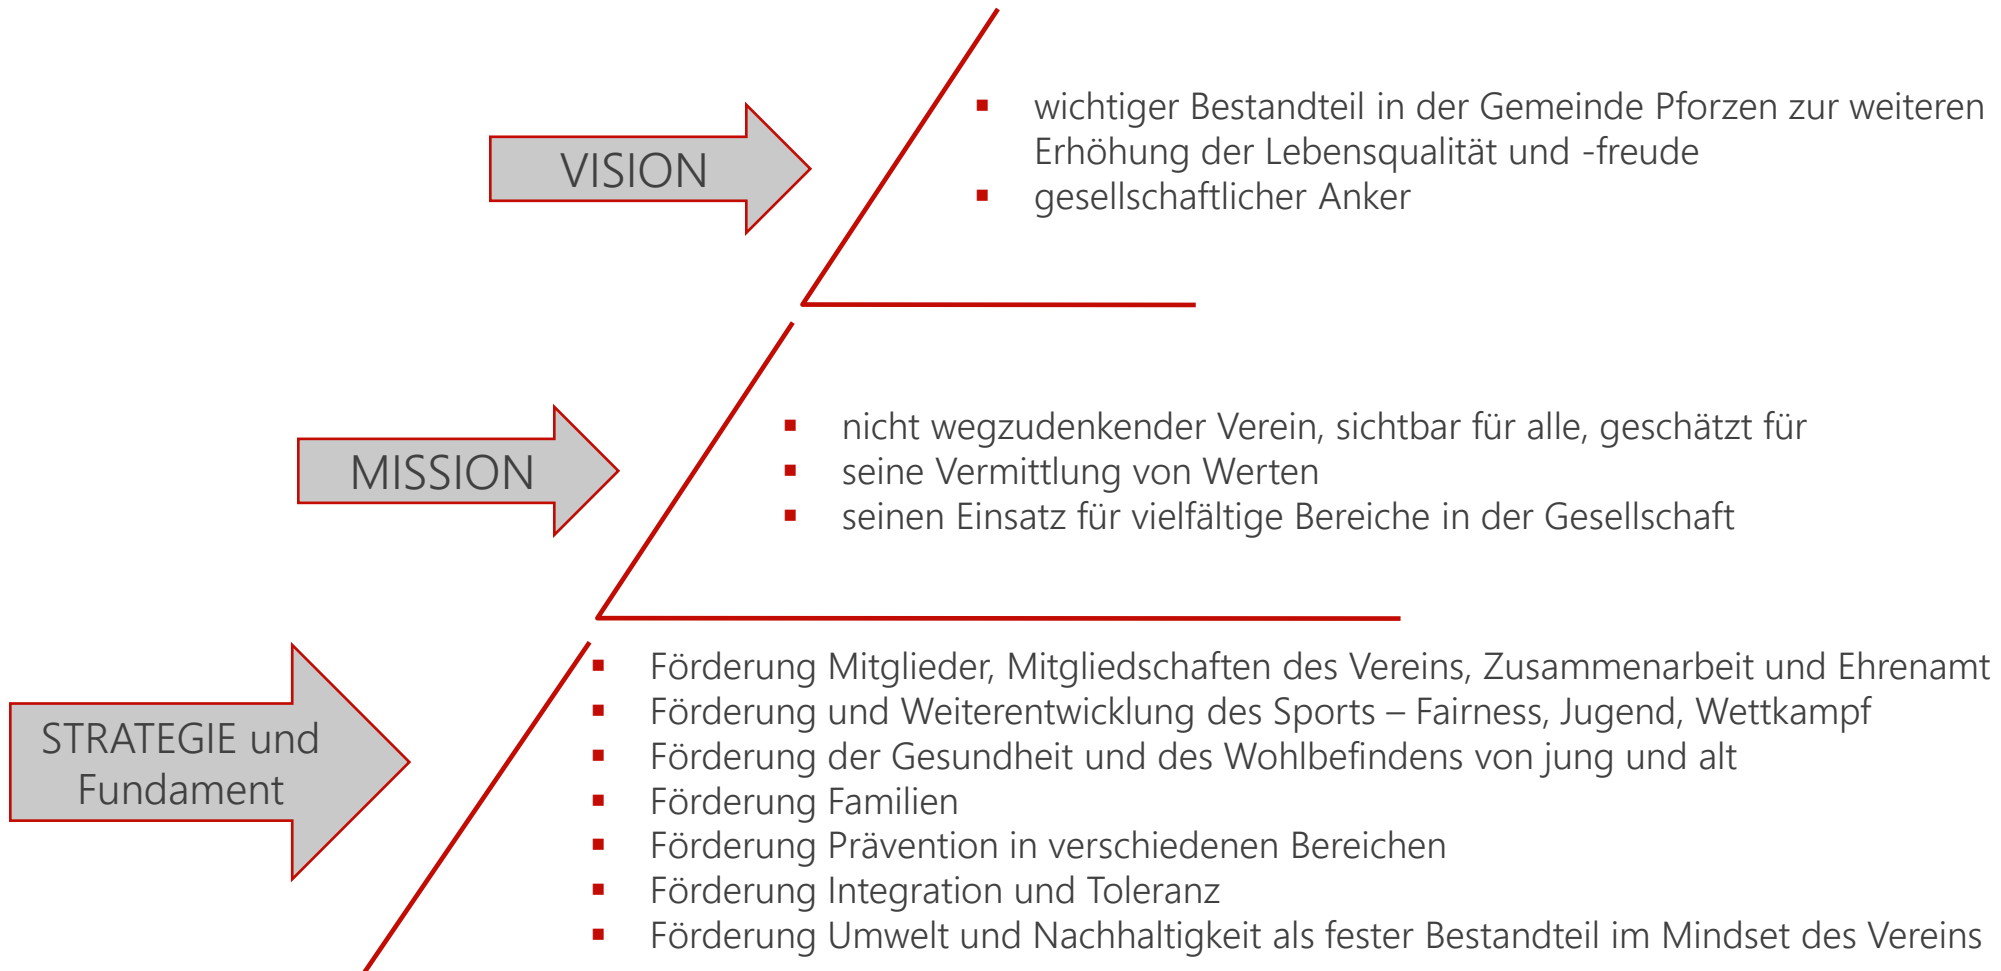 VISION
▪ wichtiger Bestandteil in der Gemeinde Pforzen zur weiteren
Erhöhung der Lebensqualität und -freude
▪ gesellschaftlicher Anker
MISSION
▪ nicht wegzudenkender Verein, sichtbar für alle, geschätzt für
▪ seine Vermittlung von Werten
▪ seinen Einsatz für vielfältige Bereiche in der Gesellschaft
STRATEGIE und
Fundament
▪ Förderung Mitglieder, Mitgliedschaften des Vereins, Zusammenarbeit und Ehrenamt
▪ Förderung und Weiterentwicklung des Sports – Fairness, Jugend, Wettkampf
▪ Förderung der Gesundheit und des Wohlbefindens von jung und alt
▪ Förderung Familien
▪ Förderung Prävention in verschiedenen Bereichen
▪ Förderung Integration und Toleranz
▪ Förderung Umwelt und Nachhaltigkeit als fester Bestandteil im Mindset des Vereins